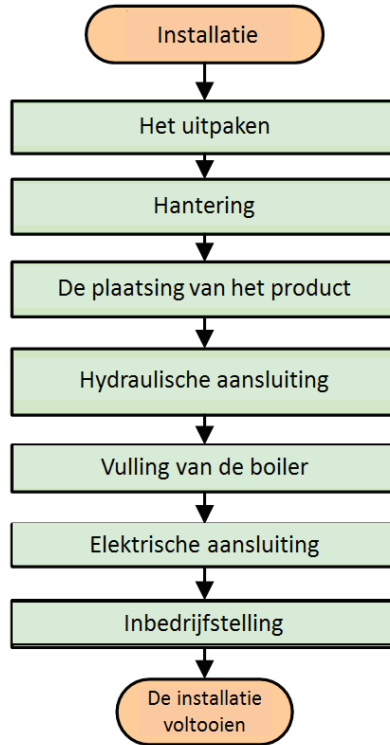 Installatie
Het uitpaken
Hantering
De plaatsing van het product
Hydraulische aansluiting
Vulling van de boiler
Elektrische aansluiting
Inbedrijfstelling
De installatie
voltooien